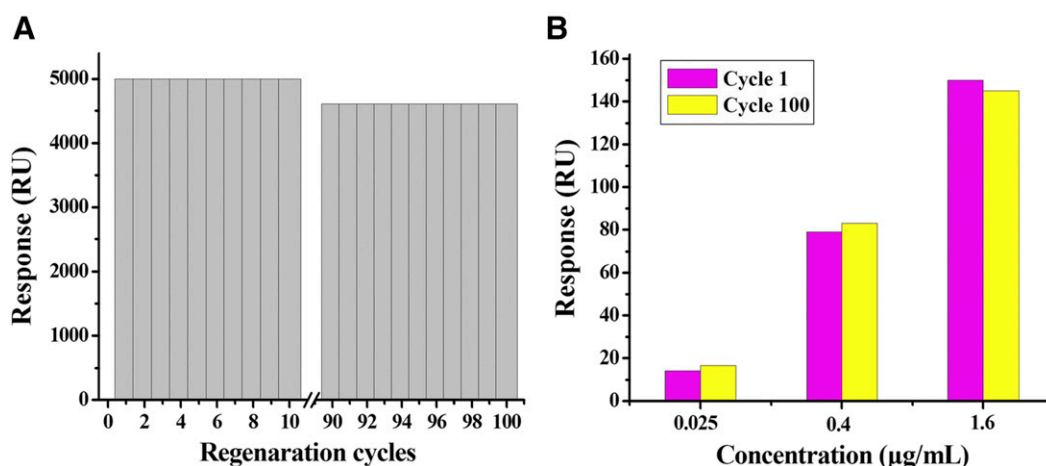 A
Response (RU)
5000
4000
3000
2000
1000
0
0 2 4 6 8 10 90 92 94 96 98 100
Regenaration cycles
B
Response (RU)
160
140
120
100
80
60
40
20
0
Cycle 1
Cycle 100
0.025 0.4 1.6
Concentration (µg/mL)